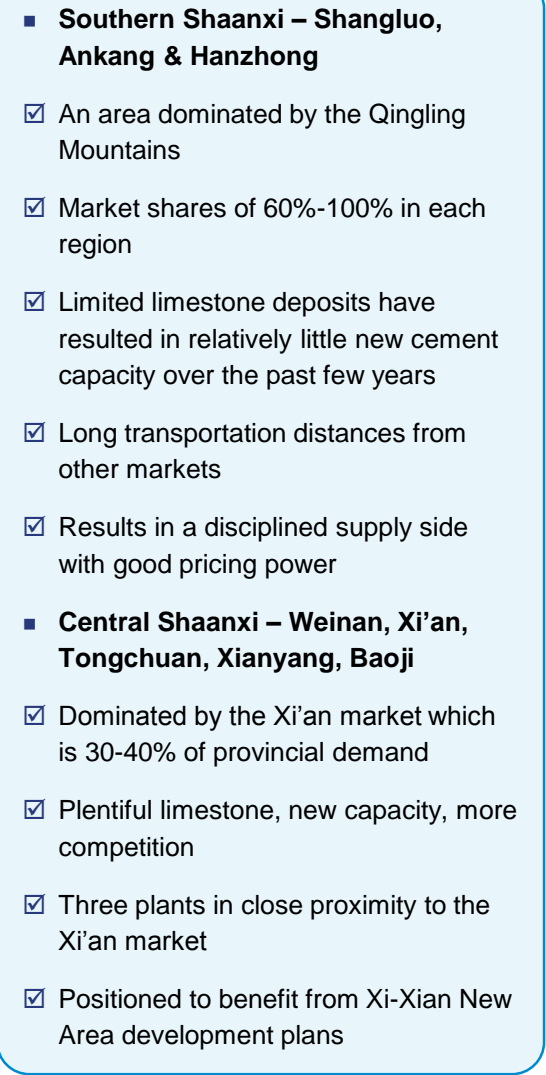 Southern Shaanxi – Shangluo,
Ankang & Hanzhong
An area dominated by the Qingling
Mountains
Market shares of 60%-100% in each
region
Limited limestone deposits have
resulted in relatively little new cement
capacity over the past few years
Long transportation distances from
other markets
Results in a disciplined supply side
with good pricing power
Central Shaanxi – Weinan, Xi’an,
Tongchuan, Xianyang, Baoji
Dominated by the Xi’an market which
is 30-40% of provincial demand
Plentiful limestone, new capacity, more
competition
Three plants in close proximity to the
Xi’an market
Positioned to benefit from Xi-Xian New
Area development plans